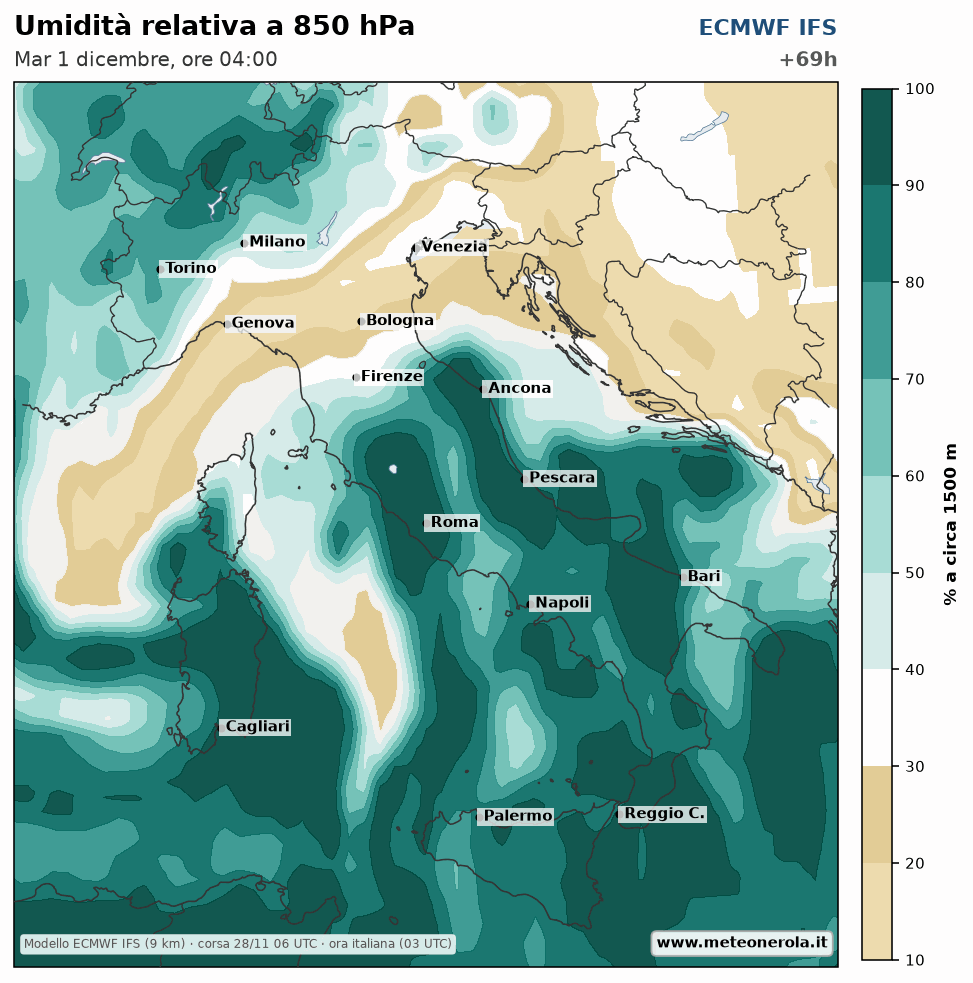 Umidità relativa a 850 hPa
ECMWF IFS
Mar 1 dicembre, ore 04:00
+69h
100
90
80
70
60
50
40
30
20
10
% a circa 1500 m
Milano
Venezia
Torino
Genova
Bologna
Firenze
Ancona
Pescara
Roma
Bari
Napoli
Cagliari
Palermo
Reggio C.
Modello ECMWF IFS (9 km) · corsa 28/11 06 UTC · ora italiana (03 UTC)
www.meteonerola.it